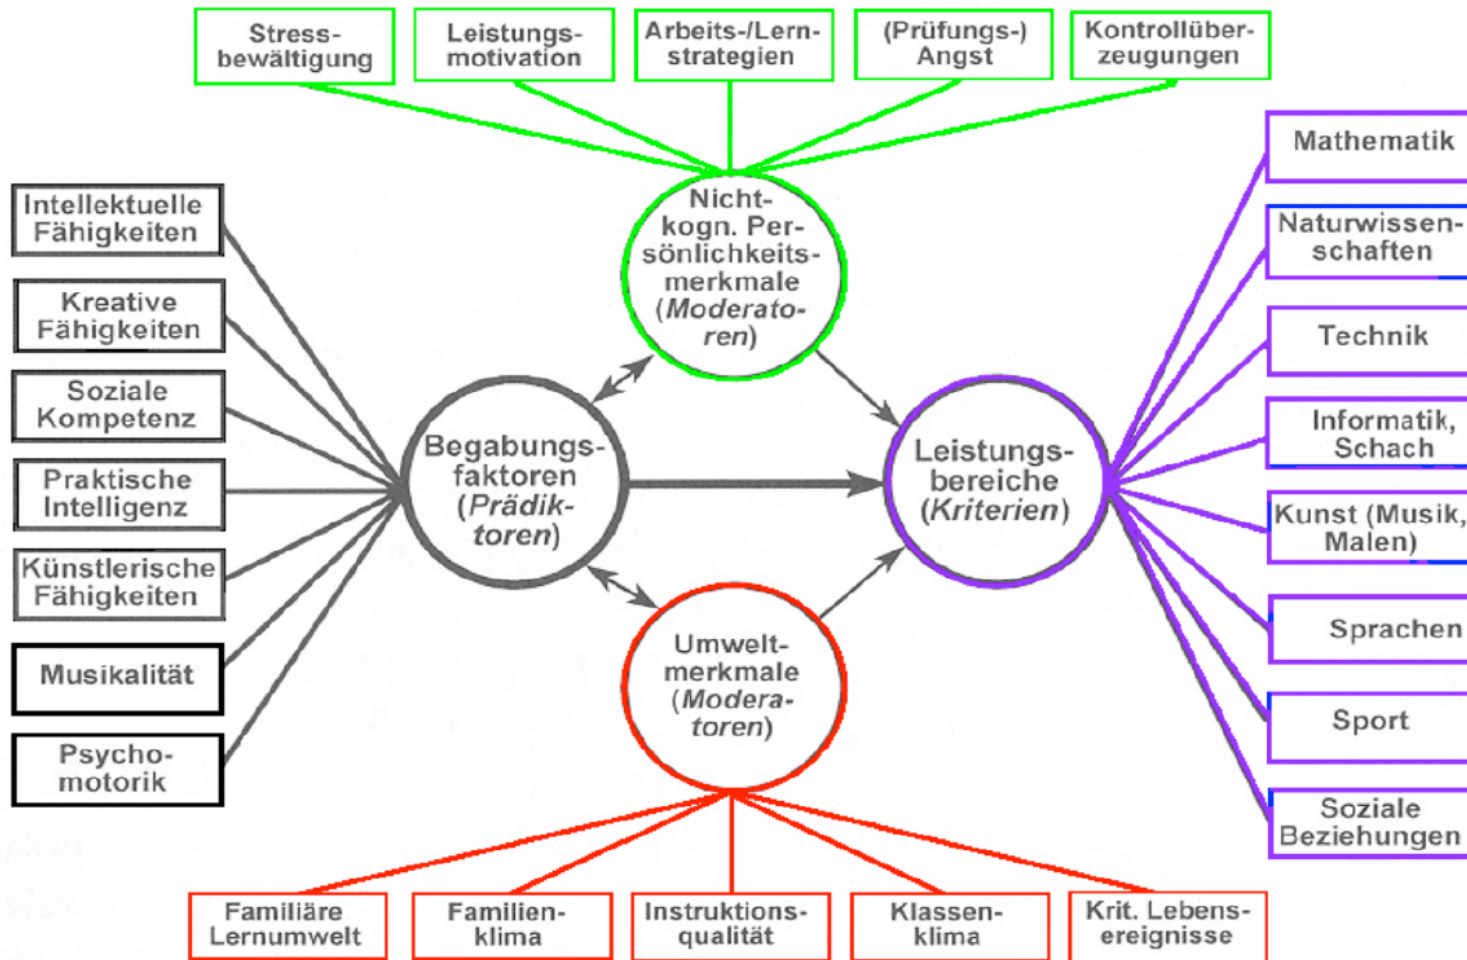 Stress-
bewältigung
Leistungs-
motivation
Arbeits-/Lern-
strategien
(Prüfungs-)
Angst
Kontrollüber-
zeugungen
Intellektuelle
Fähigkeiten
Kreative
Fähigkeiten
Soziale
Kompetenz
Praktische
Intelligenz
Künstlerische
Fähigkeiten
Musikalität
Psycho-
motorik
Nicht-
kogn. Per-
sönlichkeits-
merkmale
(Moderato-
ren)
Begabungs-
faktoren
(Prädik-
toren)
Leistungs-
bereiche
(Kriterien)
Umwelt-
merkmale
(Modera-
toren)
Mathematik
Naturwissen-
schaften
Technik
Informatik,
Schach
Kunst (Musik,
Malen)
Sprachen
Sport
Soziale
Beziehungen
Familiäre
Lernumwelt
Familien-
klima
Instruktions-
qualität
Klassen-
klima
Krit. Lebens-
ereignisse